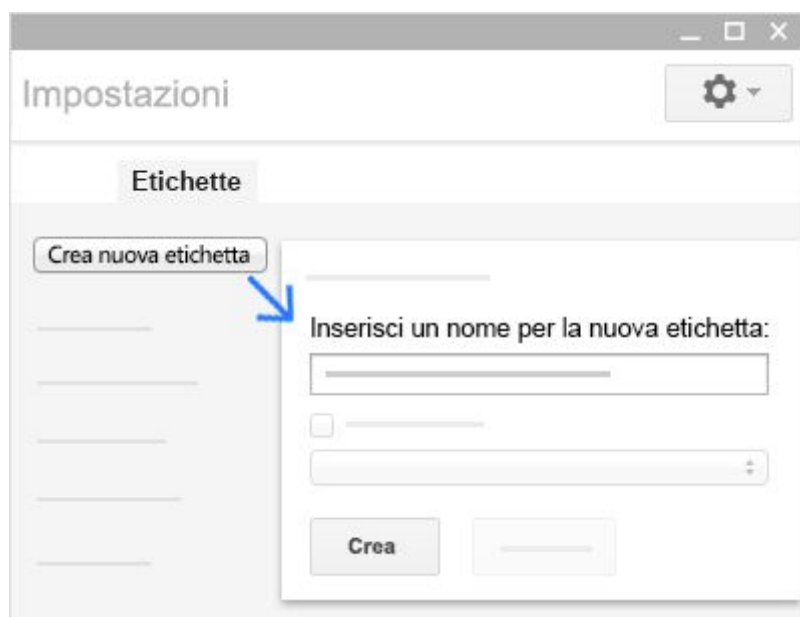 Impostazioni
Etichette
Crea nuova etichetta
Inserisci un nome per la nuova etichetta:
Crea